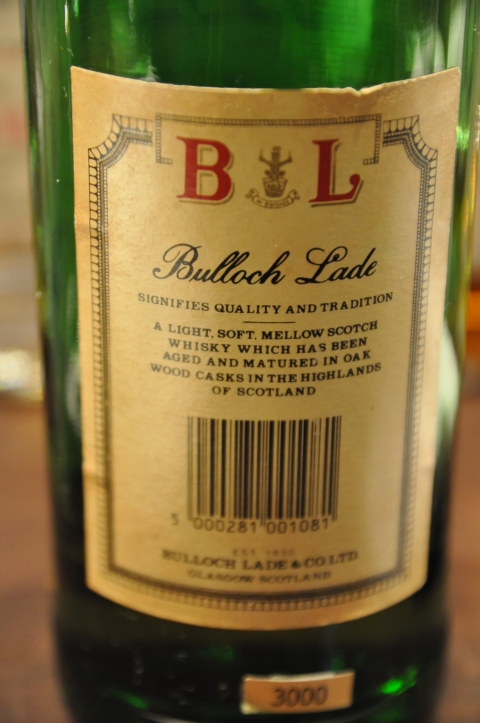 B L
Bulloch Lade
SIGNIFIES QUALITY AND TRADITION
A LIGHT, SOFT, MELLOW SCOTCH
WHISKY WHICH HAS BEEN
AGED AND MATURED IN OAK
WOOD CASKS IN THE HIGHLANDS
OF SCOTLAND
5 000281 001081
EST. 1830
BULLOCH LADE & CO. LTD
GLASGOW SCOTLAND
3000